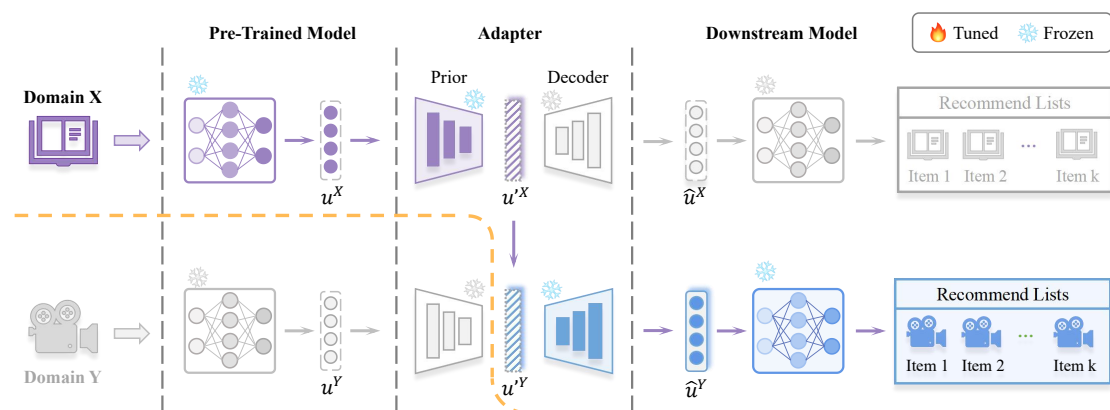 Pre-Trained Model
Adapter
Downstream Model
Tuned
Frozen
Domain X
Prior
Decoder
Recommend Lists
Item 1
Item 2
...
Item k
u^X
u'^X
û^X
Domain Y
Recommend Lists
Item 1
Item 2
...
Item k
u^Y
u'^Y
û^Y